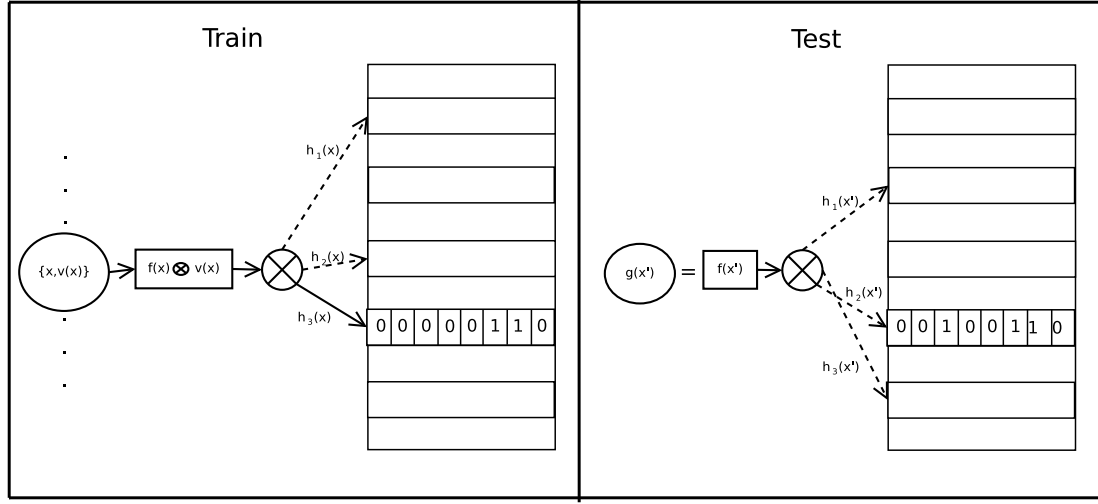 Train
h1(x)
{x,v(x)}
f(x) ⊗ v(x)
h2(x)
h3(x)
0 0 0 0 0 1 1 0
Test
h1(x')
g(x')
=
f(x')
h2(x')
0 0 1 0 0 1 1 0
h3(x')